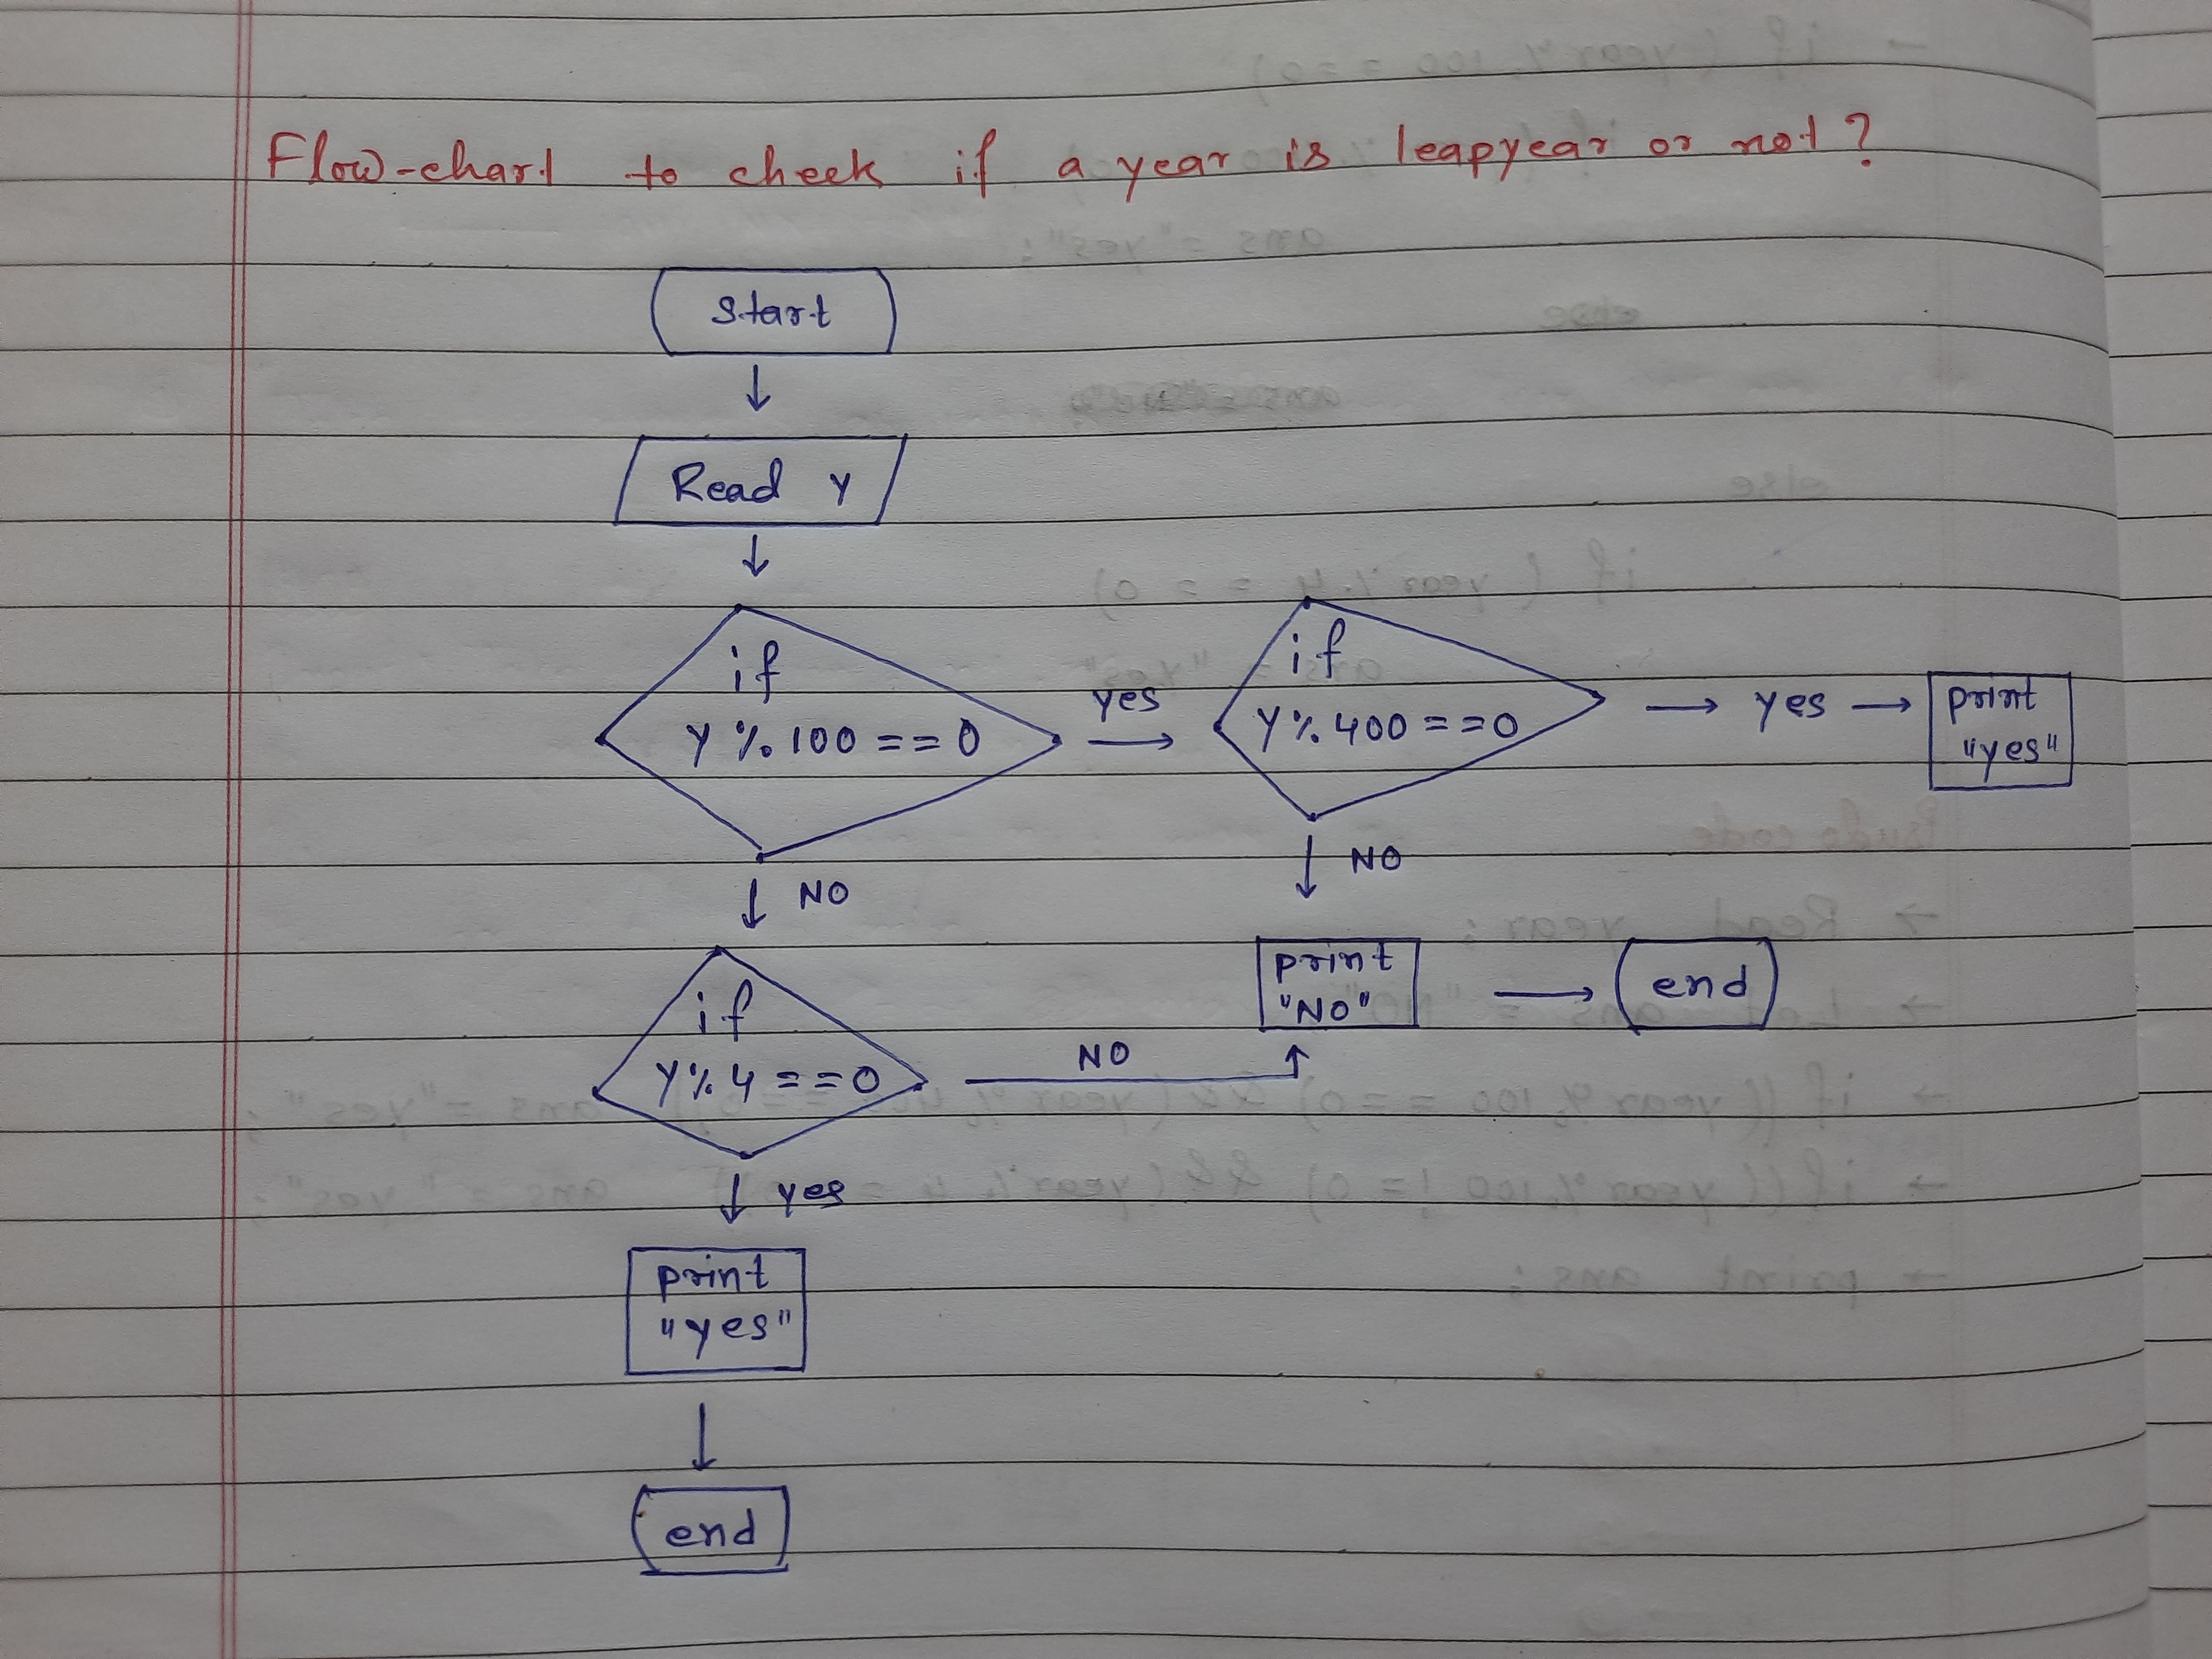 Flow-chart to check if a year is leapyear or not?
Start
Read Y
if
Y % 100 == 0
yes
if
Y % 400 == 0
yes
print
"yes"
NO
NO
if
Y % 4 == 0
NO
print
"NO"
end
yes
print
"yes"
end